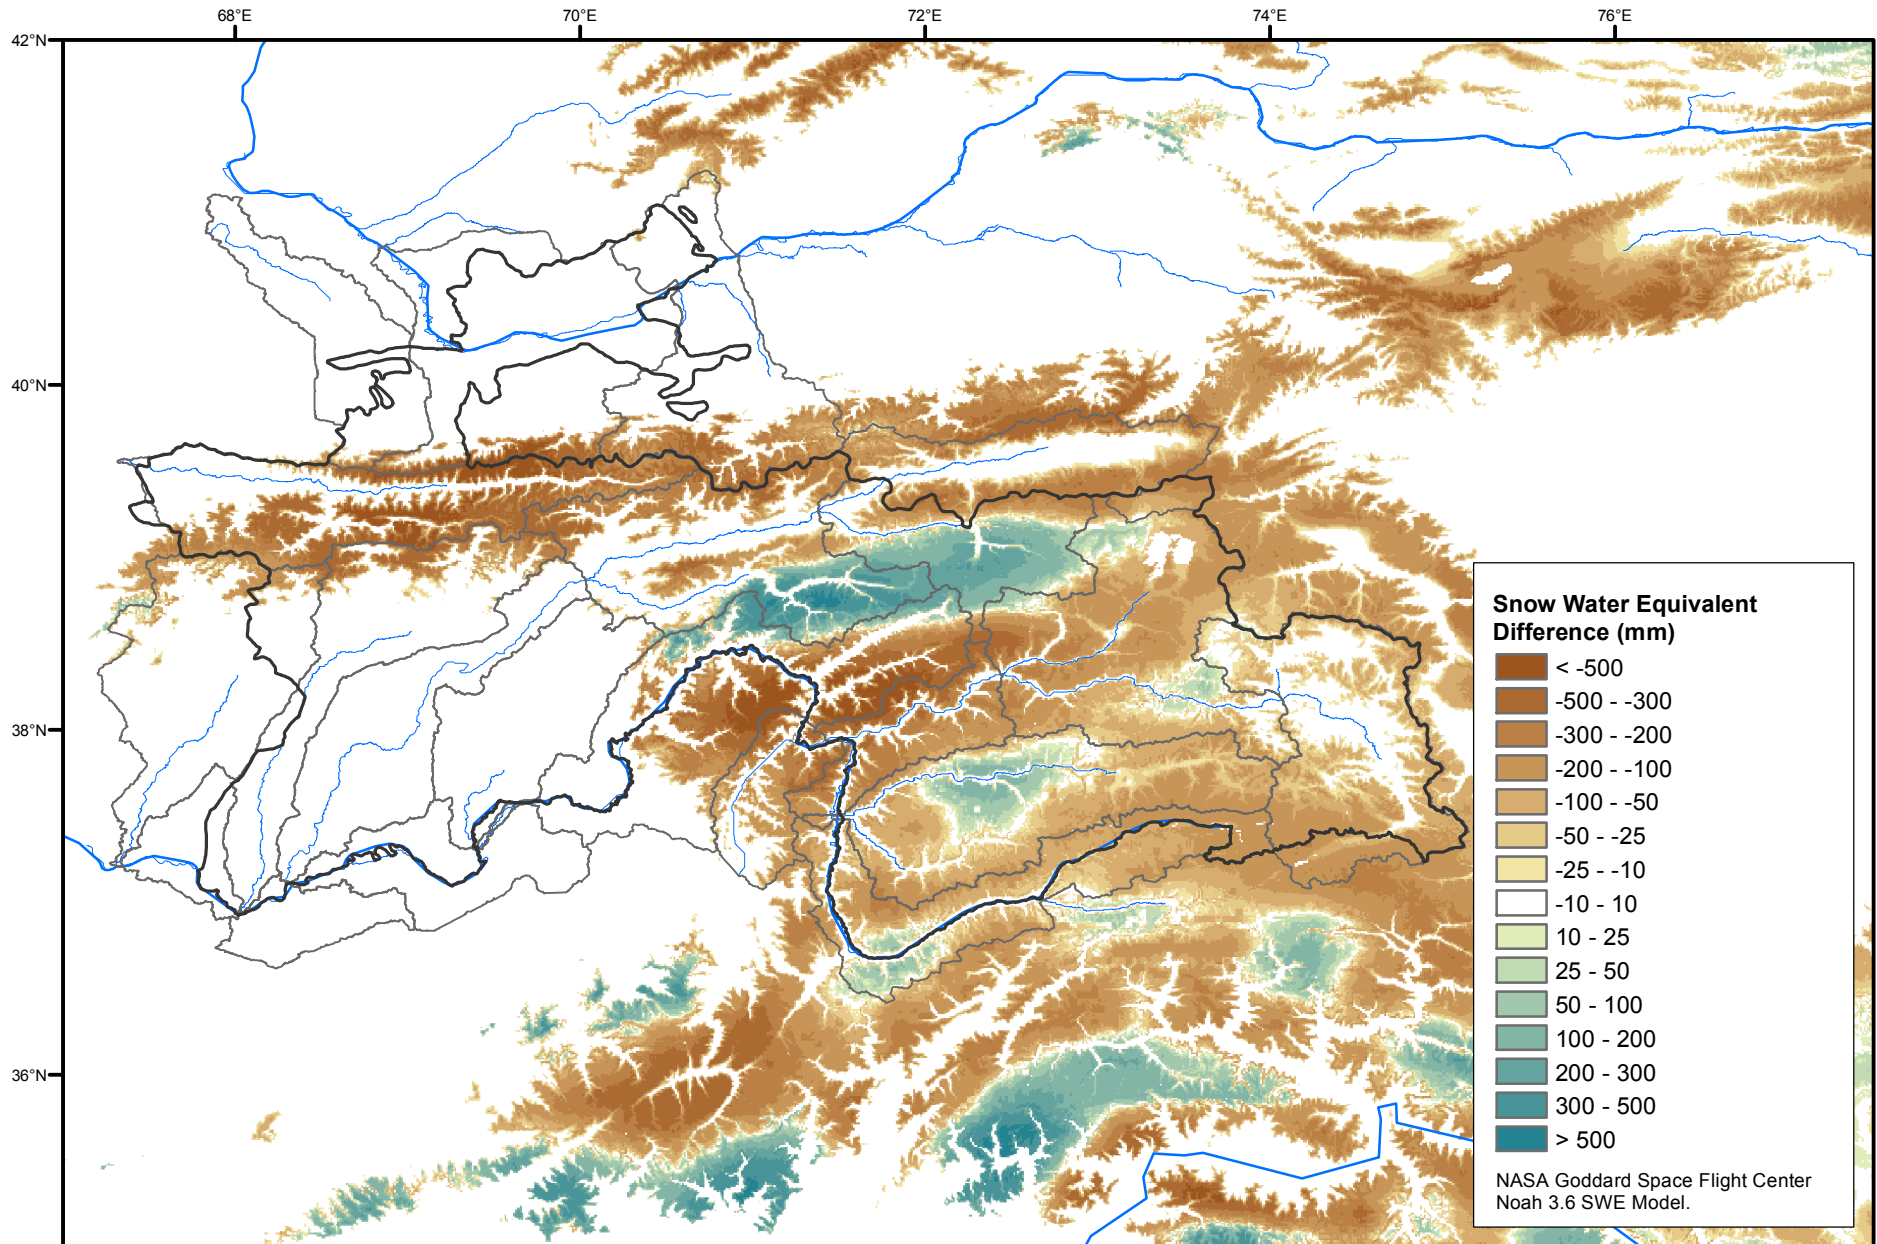 68°E
70°E
72°E
74°E
76°E
42°N
40°N
38°N
36°N
Snow Water Equivalent
Difference (mm)
< -500
-500 - -300
-300 - -200
-200 - -100
-100 - -50
-50 - -25
-25 - -10
-10 - 10
10 - 25
25 - 50
50 - 100
100 - 200
200 - 300
300 - 500
> 500
NASA Goddard Space Flight Center
Noah 3.6 SWE Model.